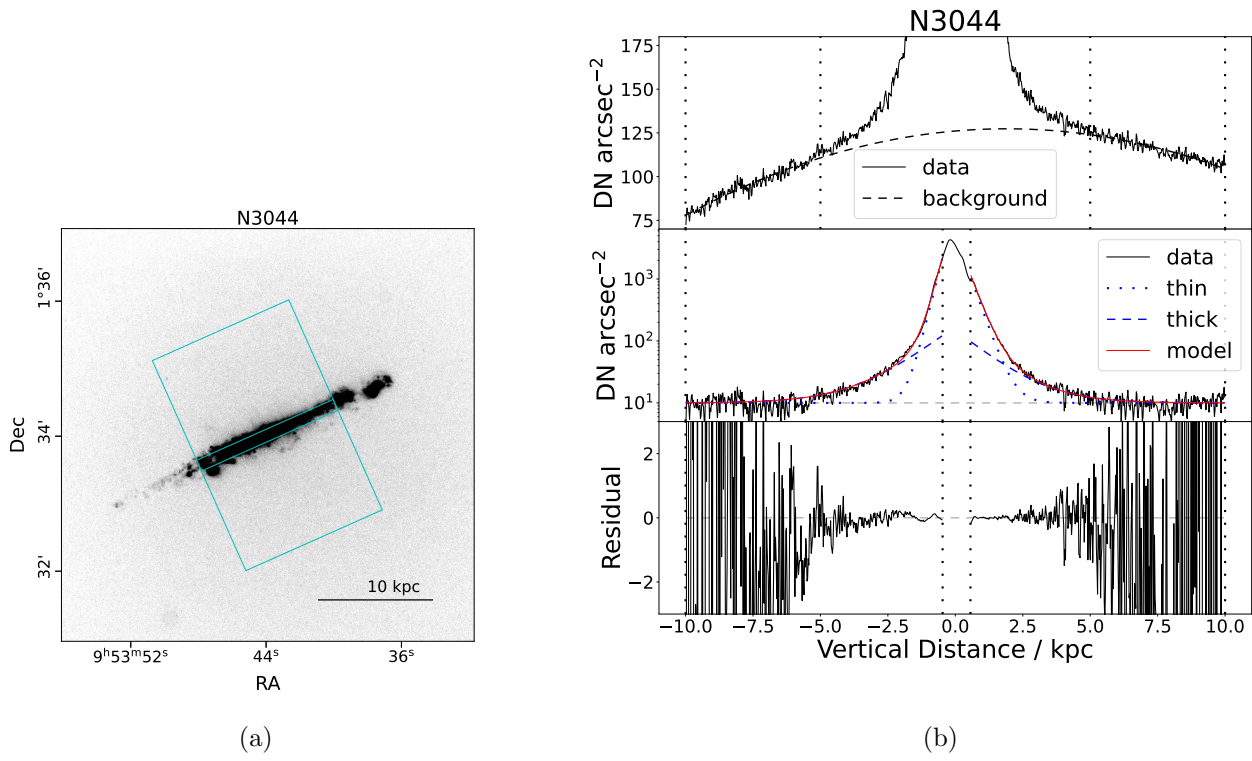 N3044
1°36'
34'
32'
Dec
10 kpc
9ʰ53ᵐ52ˢ
44ˢ
36ˢ
RA
(a)
N3044
175
150
125
100
75
DN arcsec⁻²
data
background
10³
10²
10¹
DN arcsec⁻²
data
thin
thick
model
2
0
−2
Residual
−10.0 −7.5 −5.0 −2.5 0.0 2.5 5.0 7.5 10.0
Vertical Distance / kpc
(b)